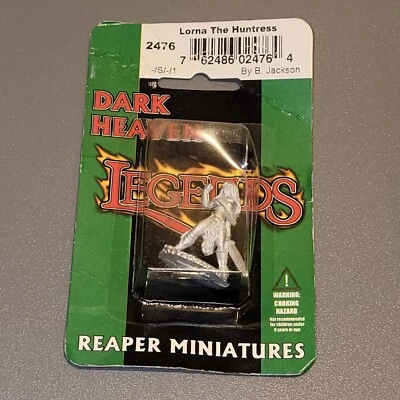 Lorna The Huntress
2476
7 62486 02476 4
-/S/-/1
By B. Jackson
DARK
HEAVEN
LEGENDS
WARNING:
CHOKING
HAZARD
Not recommended
for children under
8 years of age
REAPER MINIATURES